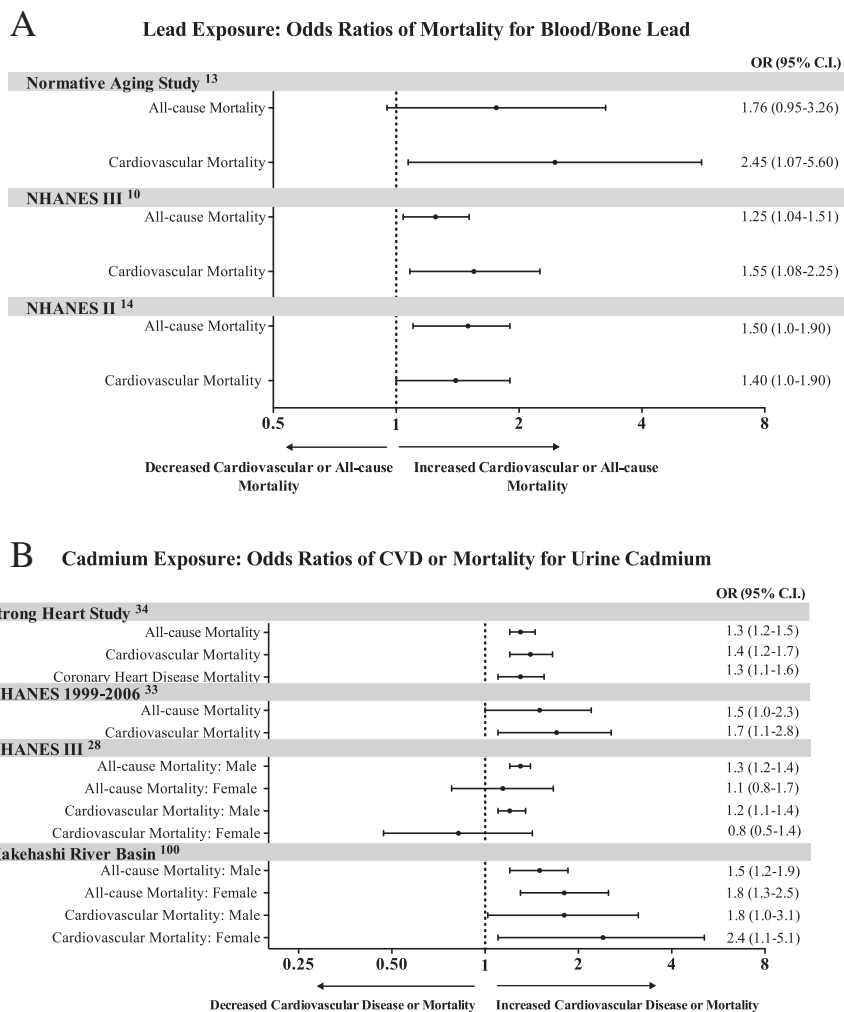 A
Lead Exposure: Odds Ratios of Mortality for Blood/Bone Lead
OR (95% C.I.)
Normative Aging Study 13
All-cause Mortality 1.76 (0.95-3.26)
Cardiovascular Mortality 2.45 (1.07-5.60)
NHANES III 10
All-cause Mortality 1.25 (1.04-1.51)
Cardiovascular Mortality 1.55 (1.08-2.25)
NHANES II 14
All-cause Mortality 1.50 (1.0-1.90)
Cardiovascular Mortality 1.40 (1.0-1.90)
0.5 1 2 4 8
Decreased Cardiovascular or All-cause Increased Cardiovascular or All-cause
Mortality Mortality
B
Cadmium Exposure: Odds Ratios of CVD or Mortality for Urine Cadmium
OR (95% C.I.)
trong Heart Study 34
All-cause Mortality 1.3 (1.2-1.5)
Cardiovascular Mortality 1.4 (1.2-1.7)
Coronary Heart Disease Mortality 1.3 (1.1-1.6)
HANES 1999-2006 33
All-cause Mortality 1.5 (1.0-2.3)
Cardiovascular Mortality 1.7 (1.1-2.8)
HANES III 28
All-cause Mortality: Male 1.3 (1.2-1.4)
All-cause Mortality: Female 1.1 (0.8-1.7)
Cardiovascular Mortality: Male 1.2 (1.1-1.4)
Cardiovascular Mortality: Female 0.8 (0.5-1.4)
akehashi River Basin 100
All-cause Mortality: Male 1.5 (1.2-1.9)
All-cause Mortality: Female 1.8 (1.3-2.5)
Cardiovascular Mortality: Male 1.8 (1.0-3.1)
Cardiovascular Mortality: Female 2.4 (1.1-5.1)
0.25 0.50 1 2 4 8
Decreased Cardiovascular Disease or Mortality Increased Cardiovascular Disease or Mortality